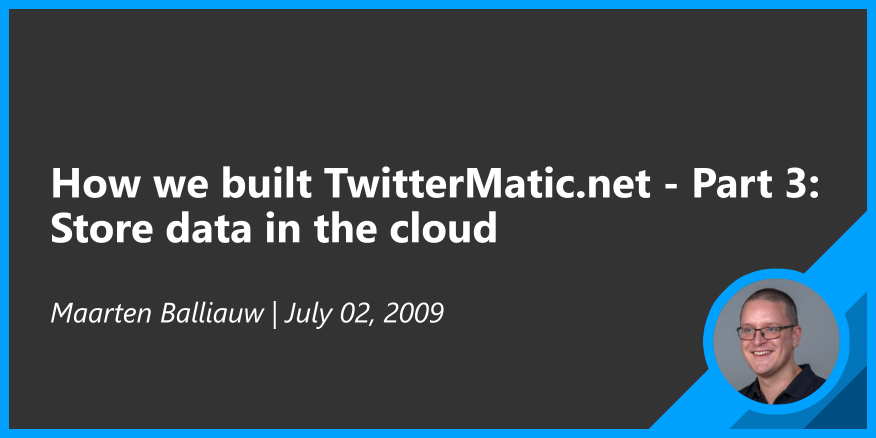 How we built TwitterMatic.net - Part 3:
Store data in the cloud
Maarten Balliauw | July 02, 2009